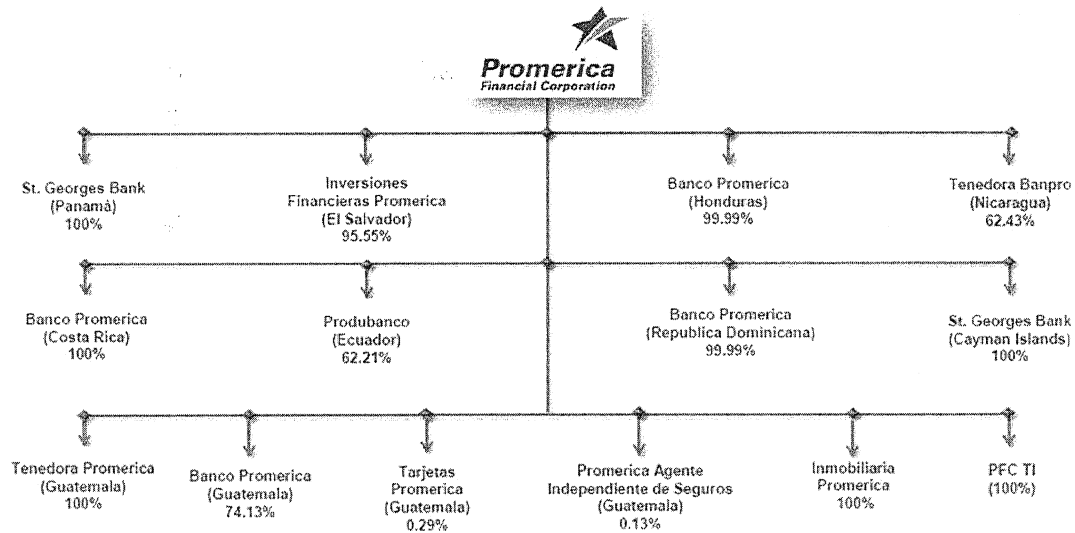 Promerica
Financial Corporation
St. Georges Bank
(Panamá)
100%
Inversiones
Financieras Promerica
(El Salvador)
95.55%
Banco Promerica
(Honduras)
99.99%
Tenedora Banpro
(Nicaragua)
62.43%
Banco Promerica
(Costa Rica)
100%
Produbanco
(Ecuador)
62.21%
Banco Promerica
(Republica Dominicana)
99.99%
St. Georges Bank
(Cayman Islands)
100%
Tenedora Promerica
(Guatemala)
100%
Banco Promerica
(Guatemala)
74.13%
Tarjetas
Promerica
(Guatemala)
0.29%
Promerica Agente
Independiente de Seguros
(Guatemala)
0.13%
Inmobiliaria
Promerica
100%
PFC TI
(100%)